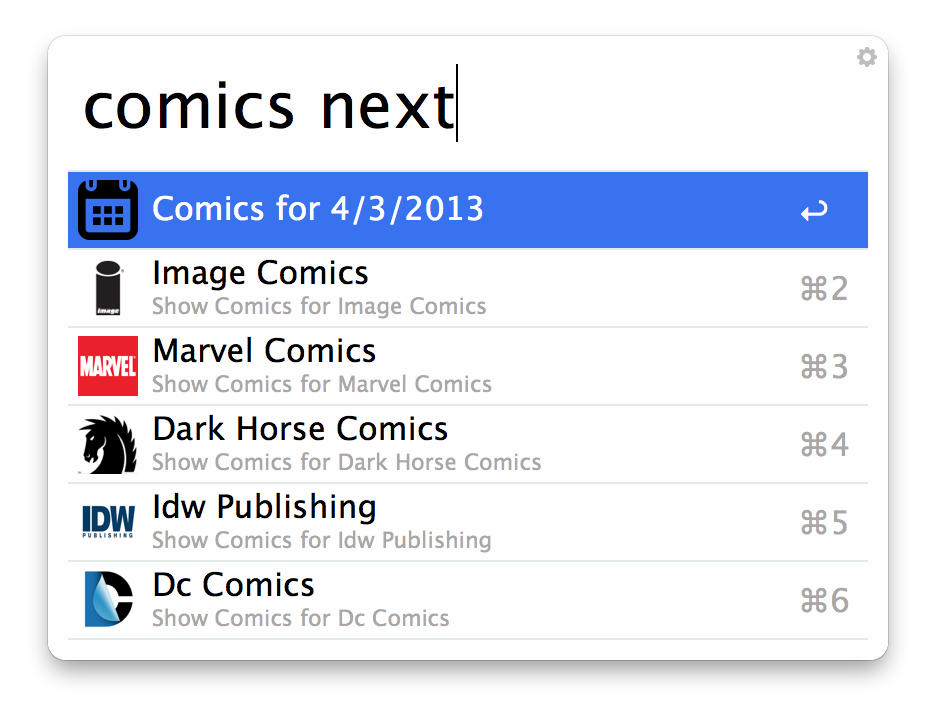 comics next
Comics for 4/3/2013 ↩
Image Comics
Show Comics for Image Comics
⌘2
image
Marvel Comics
Show Comics for Marvel Comics
⌘3
MARVEL
Dark Horse Comics
Show Comics for Dark Horse Comics
⌘4
Idw Publishing
Show Comics for Idw Publishing
⌘5
IDW
PUBLISHING
Dc Comics
Show Comics for Dc Comics
⌘6